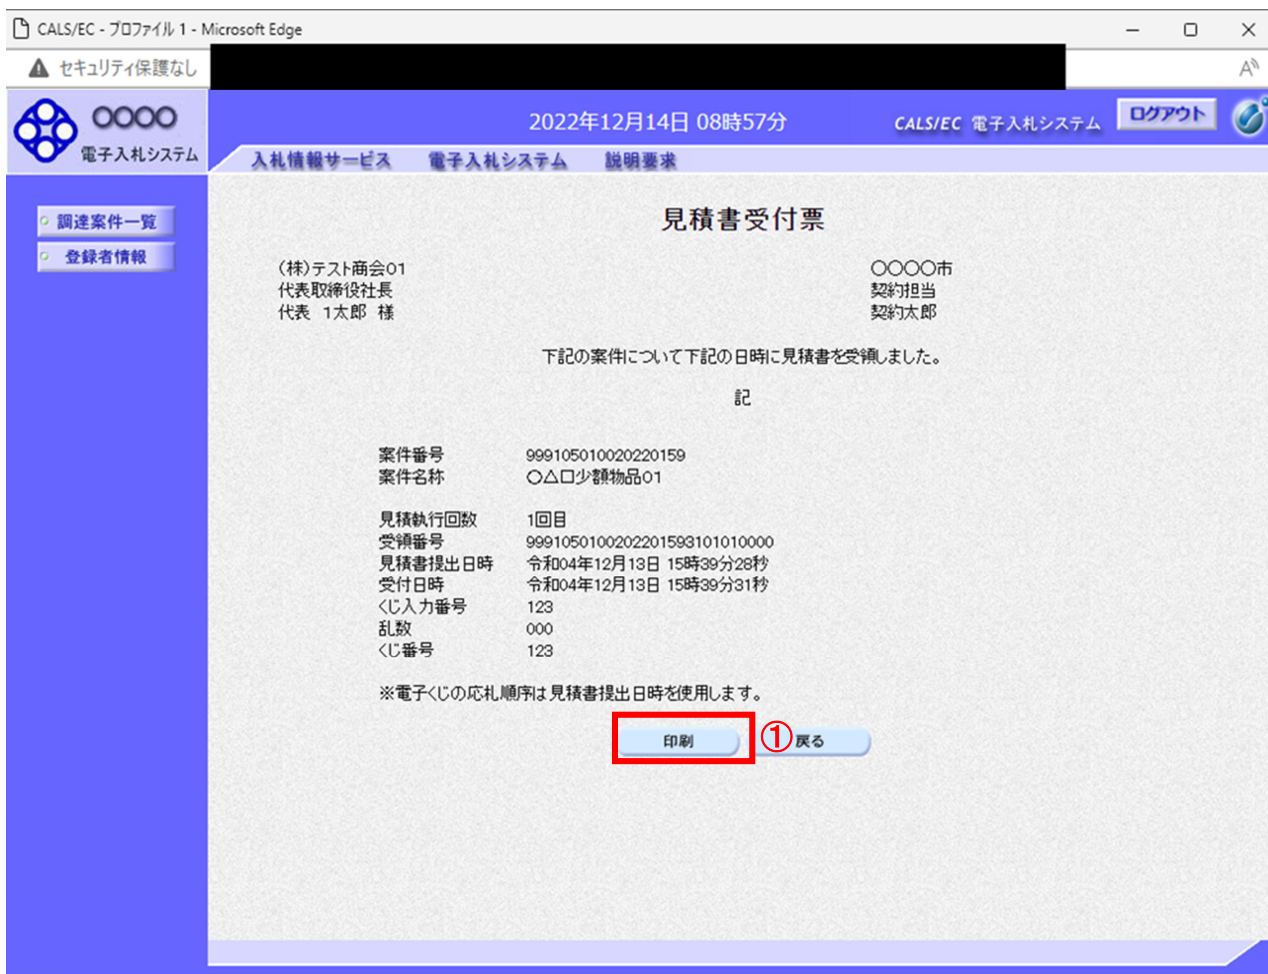 CALS/EC - プロファイル 1 - Microsoft Edge
セキュリティ保護なし
A
〇〇〇〇
電子入札システム
2022年12月14日 08時57分
CALS/EC 電子入札システム
ログアウト
入札情報サービス 電子入札システム 説明要求
調達案件一覧
登録者情報
見積書受付票
(株)テスト商会01
代表取締役社長
代表 1太郎 様
〇〇〇〇市
契約担当
契約太郎
下記の案件について下記の日時に見積書を受領しました。
記
案件番号 999105010020220159
案件名称 〇△口少額物品01
見積執行回数 1回目
受領番号 9991050100202201593101010000
見積書提出日時 令和04年12月13日 15時39分28秒
受付日時 令和04年12月13日 15時39分31秒
くじ入力番号 123
乱数 000
くじ番号 123
※電子くじの応札順序は見積書提出日時を使用します。
印刷 ① 戻る